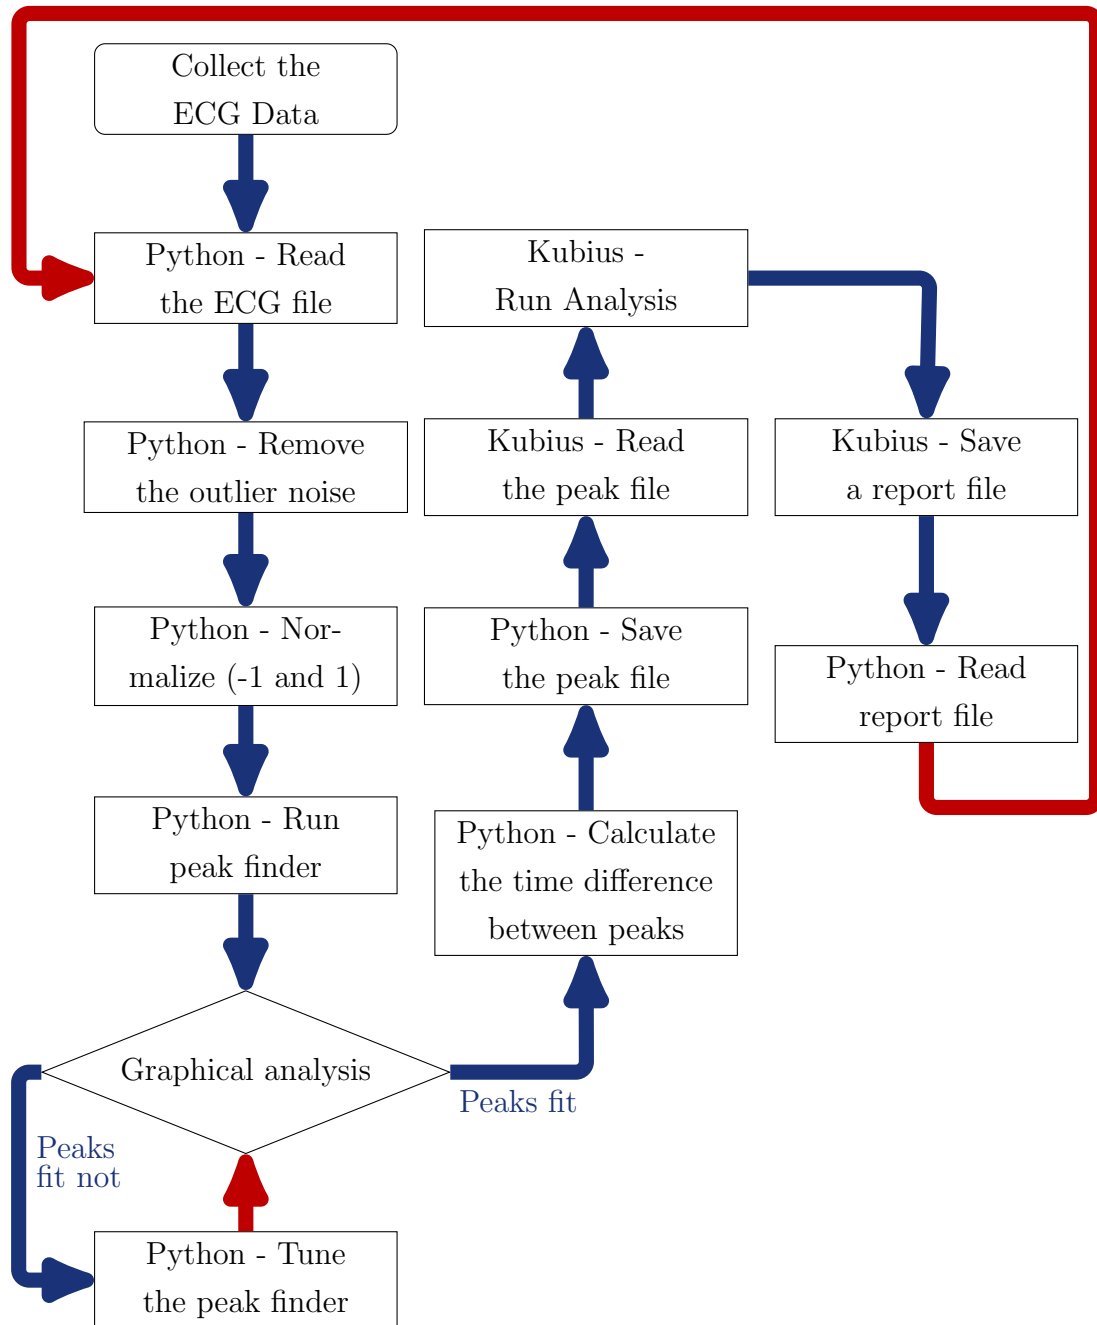 Collect the
ECG Data
Python - Read
the ECG file
Python - Remove
the outlier noise
Python - Nor-
malize (-1 and 1)
Python - Run
peak finder
Graphical analysis
Peaks
fit not
Python - Tune
the peak finder
Peaks fit
Python - Calculate
the time difference
between peaks
Python - Save
the peak file
Kubius - Read
the peak file
Kubius -
Run Analysis
Kubius - Save
a report file
Python - Read
report file